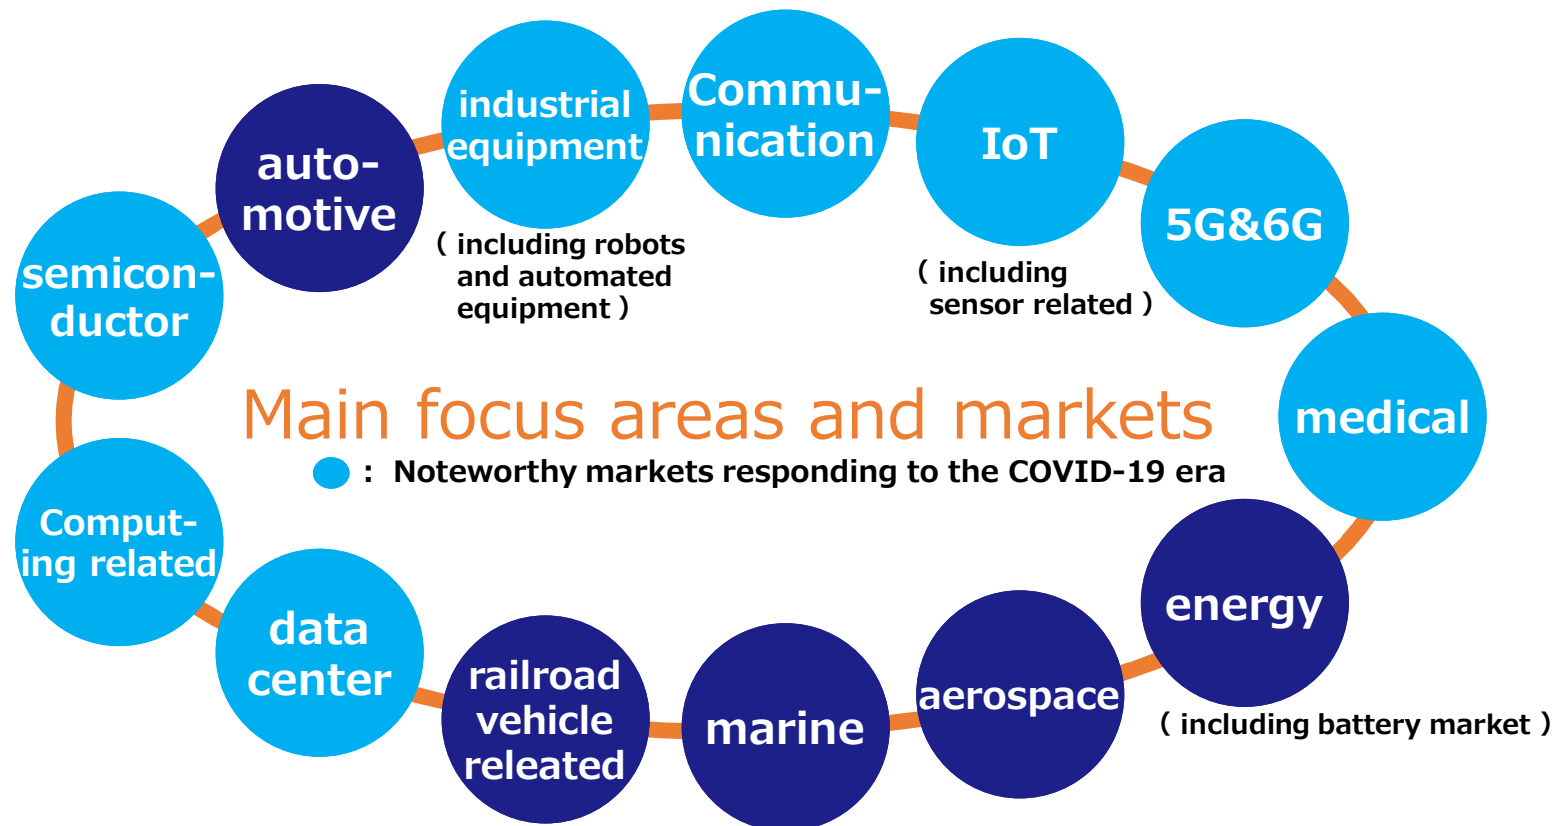 industrial
equipment
( including robots
and automated
equipment )
Commu-
nication
IoT
( including
sensor related )
5G&6G
auto-
motive
semicon-
ductor
medical
Main focus areas and markets
: Noteworthy markets responding to the COVID-19 era
Comput-
ing related
data
center
railroad
vehicle
releated
marine
aerospace
energy
( including battery market )